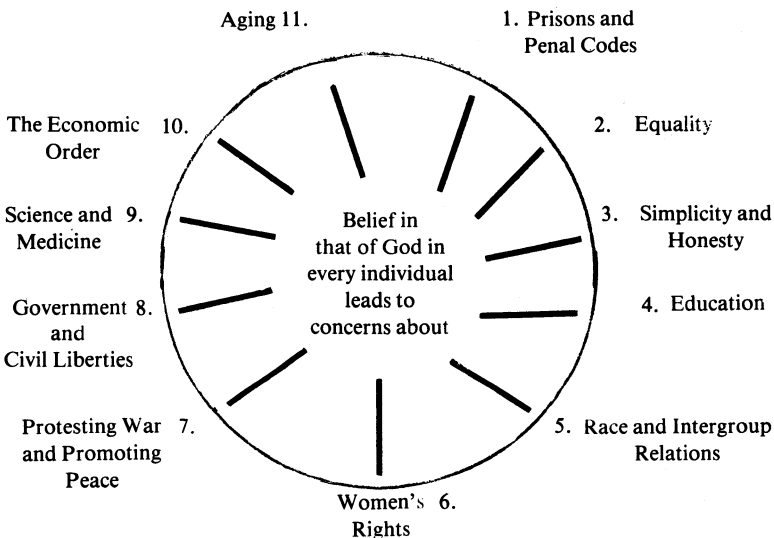 Aging 11.
1. Prisons and
Penal Codes
2. Equality
3. Simplicity and
Honesty
4. Education
5. Race and Intergroup
Relations
Women's 6.
Rights
Protesting War 7.
and Promoting
Peace
Government 8.
and
Civil Liberties
Science and 9.
Medicine
The Economic 10.
Order
Belief in
that of God in
every individual
leads to
concerns about